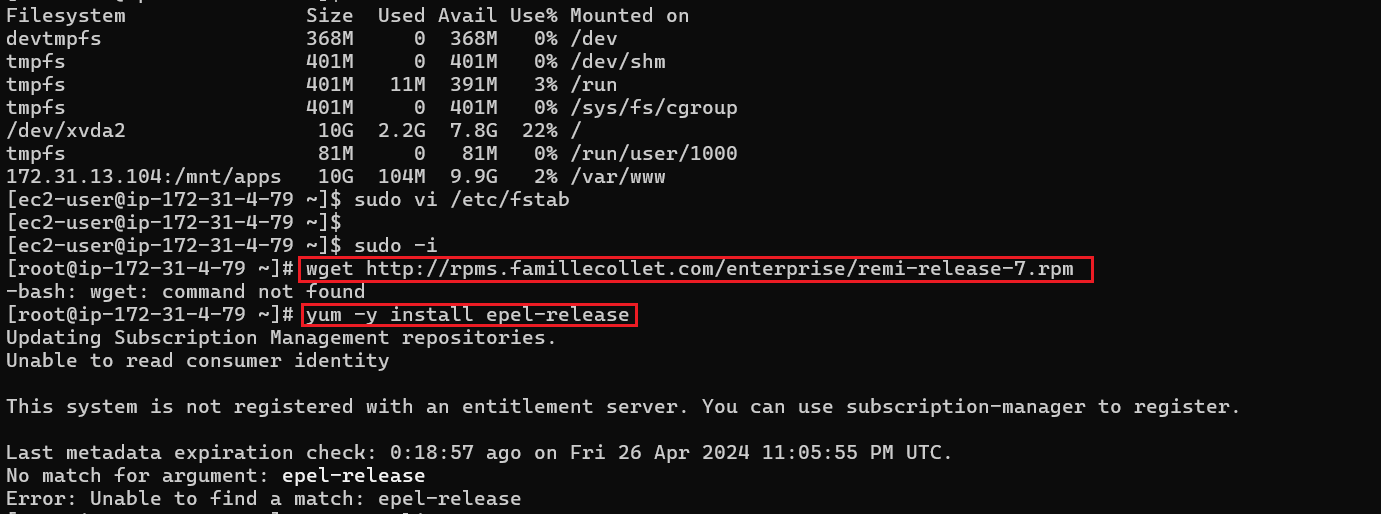 Filesystem Size Used Avail Use% Mounted on
devtmpfs 368M 0 368M 0% /dev
tmpfs 401M 0 401M 0% /dev/shm
tmpfs 401M 11M 391M 3% /run
tmpfs 401M 0 401M 0% /sys/fs/cgroup
/dev/xvda2 10G 2.2G 7.8G 22% /
tmpfs 81M 0 81M 0% /run/user/1000
172.31.13.104:/mnt/apps 10G 104M 9.9G 2% /var/www
[ec2-user@ip-172-31-4-79 ~]$ sudo vi /etc/fstab
[ec2-user@ip-172-31-4-79 ~]$
[ec2-user@ip-172-31-4-79 ~]$ sudo -i
[root@ip-172-31-4-79 ~]# wget http://rpms.famillecollet.com/enterprise/remi-release-7.rpm
-bash: wget: command not found
[root@ip-172-31-4-79 ~]# yum -y install epel-release
Updating Subscription Management repositories.
Unable to read consumer identity
This system is not registered with an entitlement server. You can use subscription-manager to register.
Last metadata expiration check: 0:18:57 ago on Fri 26 Apr 2024 11:05:55 PM UTC.
No match for argument: epel-release
Error: Unable to find a match: epel-release